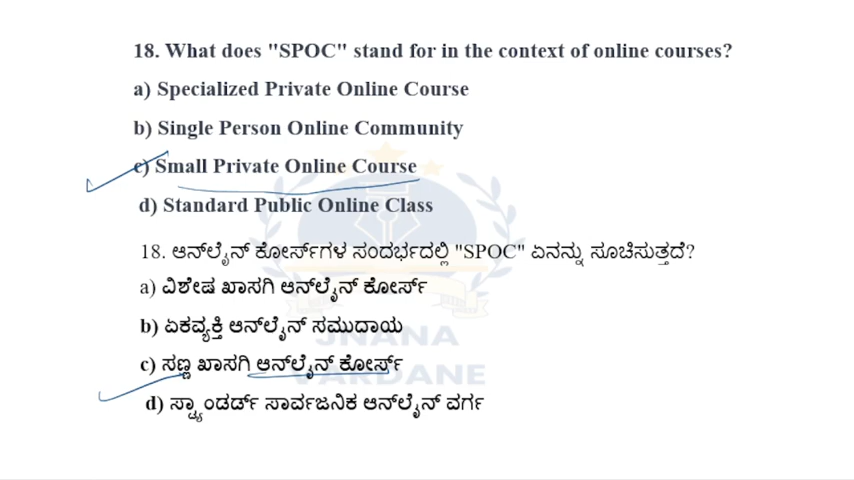 18. What does "SPOC" stand for in the context of online courses?
a) Specialized Private Online Course
b) Single Person Online Community
c) Small Private Online Course
d) Standard Public Online Class
18. ಆನ್‌ಲೈನ್ ಕೋರ್ಸ್‌ಗಳ ಸಂದರ್ಭದಲ್ಲಿ "SPOC" ಏನನ್ನು ಸೂಚಿಸುತ್ತದೆ?
a) ವಿಶೇಷ ಖಾಸಗಿ ಆನ್‌ಲೈನ್ ಕೋರ್ಸ್
b) ಏಕವ್ಯಕ್ತಿ ಆನ್‌ಲೈನ್ ಸಮುದಾಯ
JNANA
c) ಸಣ್ಣ ಖಾಸಗಿ ಆನ್‌ಲೈನ್ ಕೋರ್ಸ್
VARDANE
d) ಸ್ಟ್ಯಾಂಡರ್ಡ್ ಸಾರ್ವಜನಿಕ ಆನ್‌ಲೈನ್ ವರ್ಗ